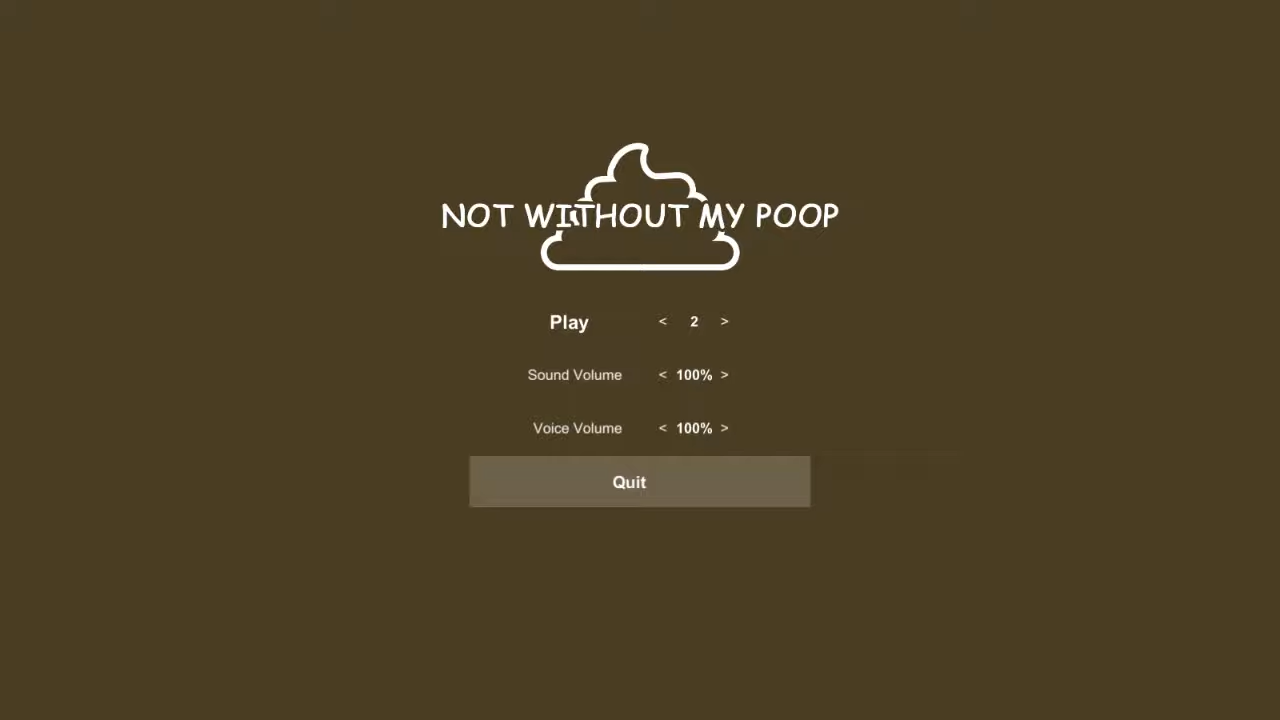 NOT WITHOUT MY POOP
Play < 2 >
Sound Volume < 100% >
Voice Volume < 100% >
Quit